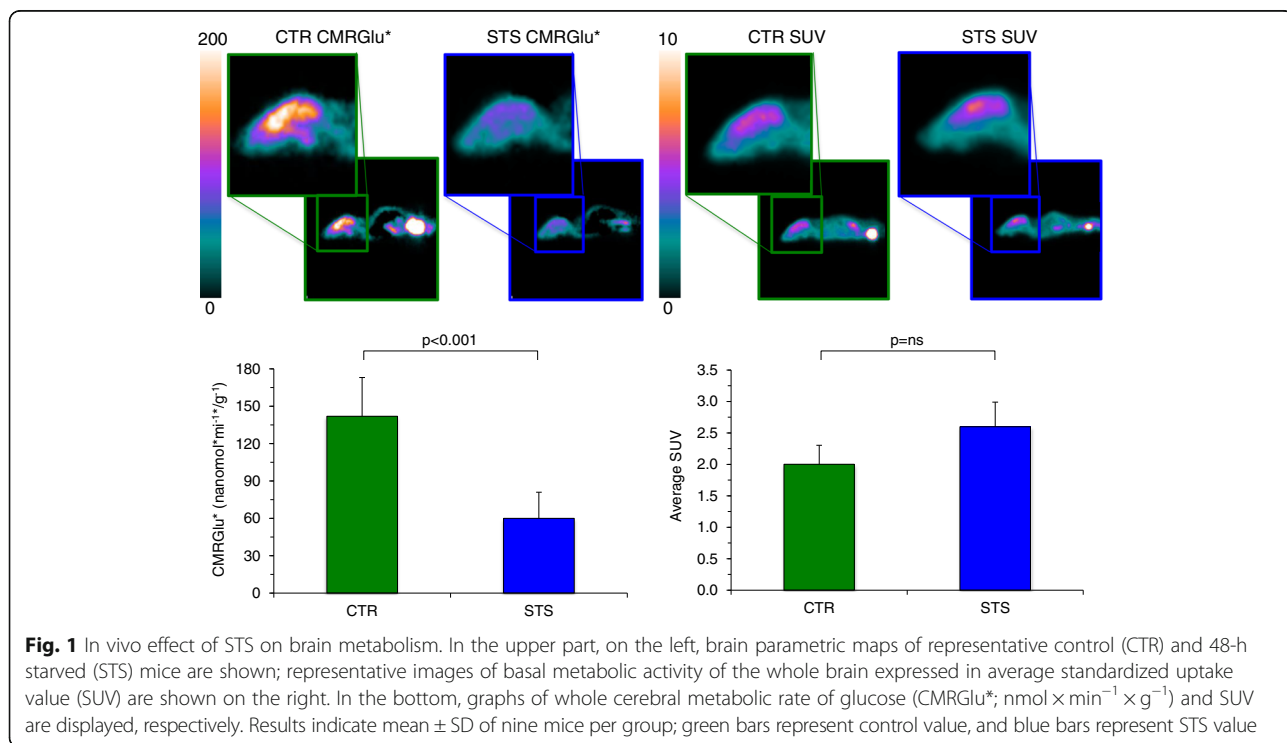 200 CTR CMRGlu* STS CMRGlu* 10 CTR SUV STS SUV
0 0
p<0.001
180
150
120
90
60
30
0
CMRGlu* (nanomol*mi⁻¹*/g⁻¹)
CTR STS
p=ns
3.5
3.0
2.5
2.0
1.5
1.0
0.5
0.0
Average SUV
CTR STS
Fig. 1 In vivo effect of STS on brain metabolism. In the upper part, on the left, brain parametric maps of representative control (CTR) and 48-h
starved (STS) mice are shown; representative images of basal metabolic activity of the whole brain expressed in average standardized uptake
value (SUV) are shown on the right. In the bottom, graphs of whole cerebral metabolic rate of glucose (CMRGlu*; nmol × min⁻¹ × g⁻¹) and SUV
are displayed, respectively. Results indicate mean ± SD of nine mice per group; green bars represent control value, and blue bars represent STS value